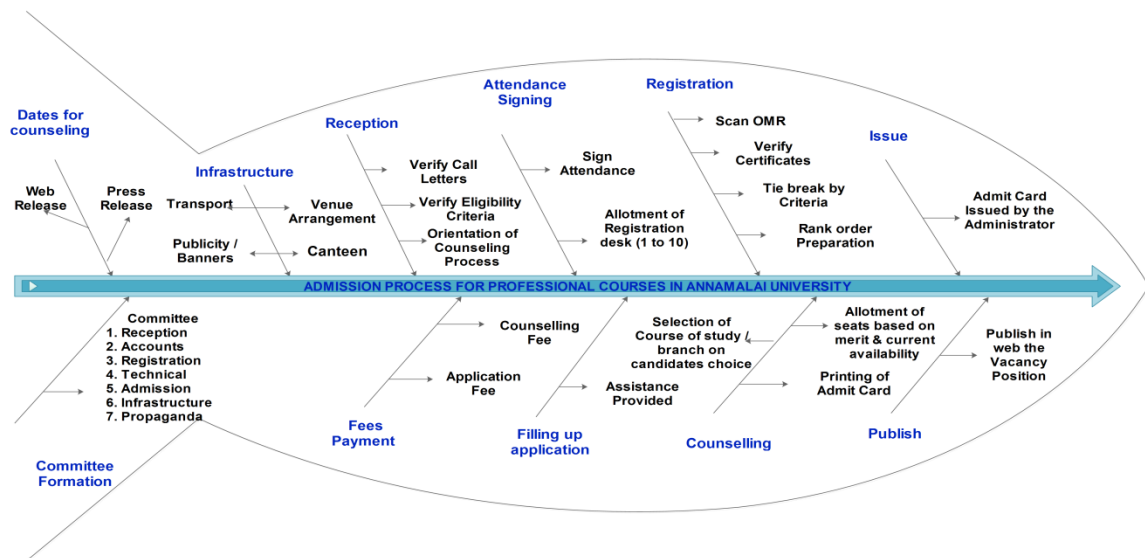 Dates for
counseling
Web
Release
Press
Release
Infrastructure
Transport
Venue
Arrangement
Publicity /
Banners
Canteen
Reception
Verify Call
Letters
Verify Eligibility
Criteria
Orientation of
Counseling
Process
Attendance
Signing
Sign
Attendance
Allotment of
Registration
desk (1 to 10)
Registration
Scan OMR
Verify
Certificates
Tie break by
Criteria
Rank order
Preparation
Issue
Admit Card
Issued by the
Administrator
ADMISSION PROCESS FOR PROFESSIONAL COURSES IN ANNAMALAI UNIVERSITY
Committee
1. Reception
2. Accounts
3. Registration
4. Technical
5. Admission
6. Infrastructure
7. Propaganda
Committee
Formation
Counselling
Fee
Application
Fee
Fees
Payment
Assistance
Provided
Filling up
application
Selection of
Course of study /
branch on
candidates choice
Allotment of
seats based on
merit & current
availability
Printing of
Admit Card
Counselling
Publish in
web the
Vacancy
Position
Publish